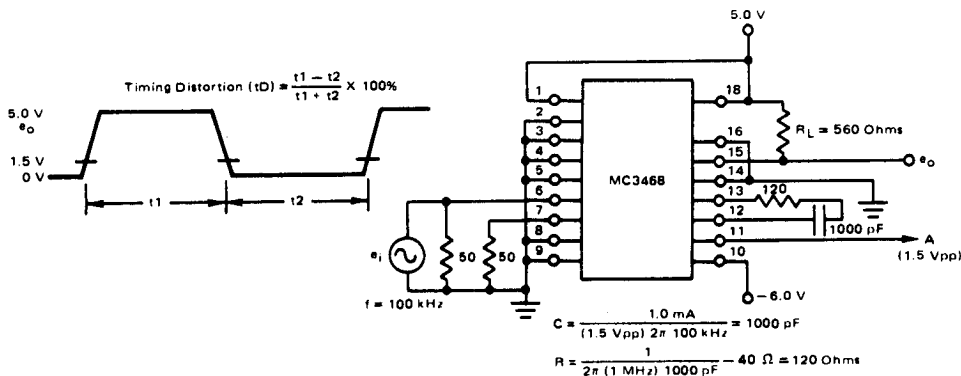 Timing Distortion (tD) = t1 – t2 / t1 + t2 X 100%
5.0 V
eo
1.5 V
0 V
t1
t2
5.0 V
1
2
3
4
5
6
7
8
9
MC3468
18
16
15
14
13
12
11
10
RL = 560 Ohms
eo
120
1000 pF
A
(1.5 Vpp)
–6.0 V
ei
50
50
f = 100 kHz
C = 1.0 mA / (1.5 Vpp) 2π 100 kHz = 1000 pF
R = 1 / 2π (1 MHz) 1000 pF – 40 Ω = 120 Ohms